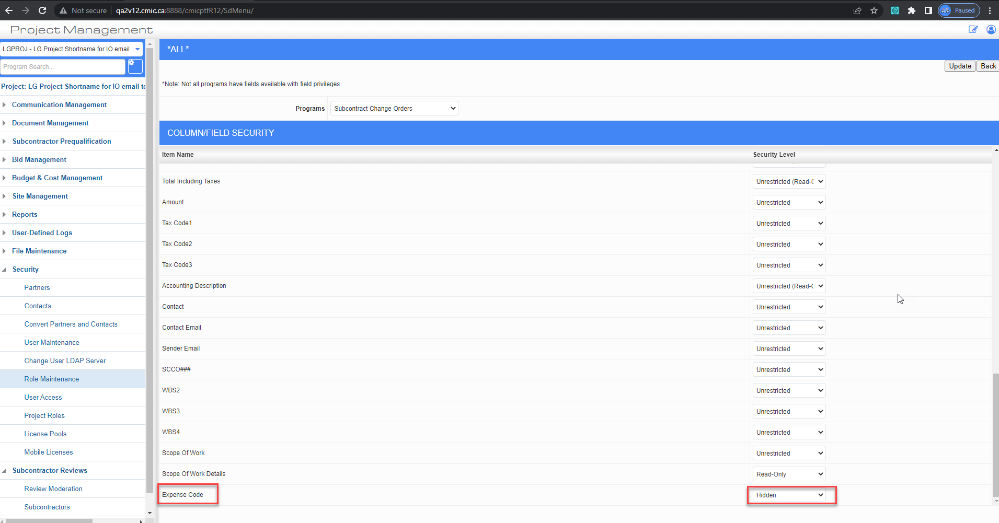 Not secure | qa2v12.cmic.ca:8888/cmicptfR12/SdMenu/
Paused
Project Management
LGPROJ - LG Project Shortname for IO email
Program Search...
Project: LG Project Shortname for IO email te
Communication Management
Document Management
Subcontractor Prequalification
Bid Management
Budget & Cost Management
Site Management
Reports
User-Defined Logs
File Maintenance
Security
Partners
Contacts
Convert Partners and Contacts
User Maintenance
Change User LDAP Server
Role Maintenance
User Access
Project Roles
License Pools
Mobile Licenses
Subcontractor Reviews
Review Moderation
Subcontractors
*ALL*
Update Back
*Note: Not all programs have fields available with field privileges
Programs Subcontract Change Orders
COLUMN/FIELD SECURITY
Item Name Security Level
Total Including Taxes Unrestricted (Read-O
Amount Unrestricted
Tax Code1 Unrestricted
Tax Code2 Unrestricted
Tax Code3 Unrestricted
Accounting Description Unrestricted (Read-O
Contact Unrestricted
Contact Email Unrestricted
Sender Email Unrestricted
SCCO### Unrestricted
WBS2 Unrestricted
WBS3 Unrestricted
WBS4 Unrestricted
Scope Of Work Unrestricted
Scope Of Work Details Read-Only
Expense Code Hidden